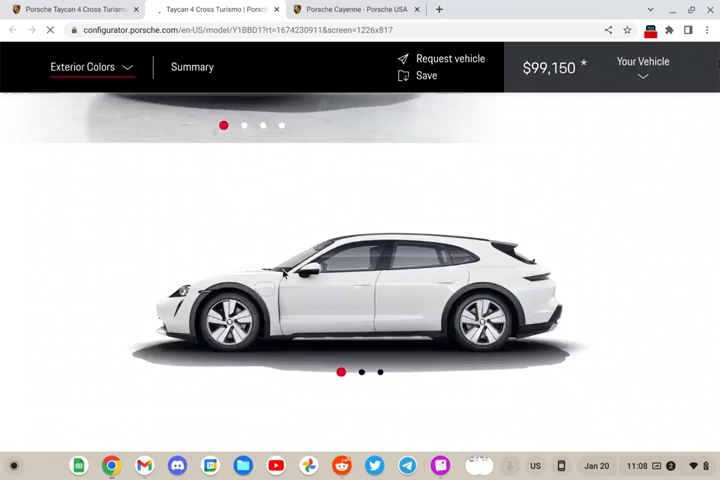 Porsche Taycan 4 Cross Turismo
Taycan 4 Cross Turismo | Porsc
Porsche Cayenne - Porsche USA
configurator.porsche.com/en-US/model/Y1BBD1?rt=1674230911&screen=1226x817
Exterior Colors
Summary
Request vehicle
Save
$99,150 *
Your Vehicle
US
Jan 20
11:08
2